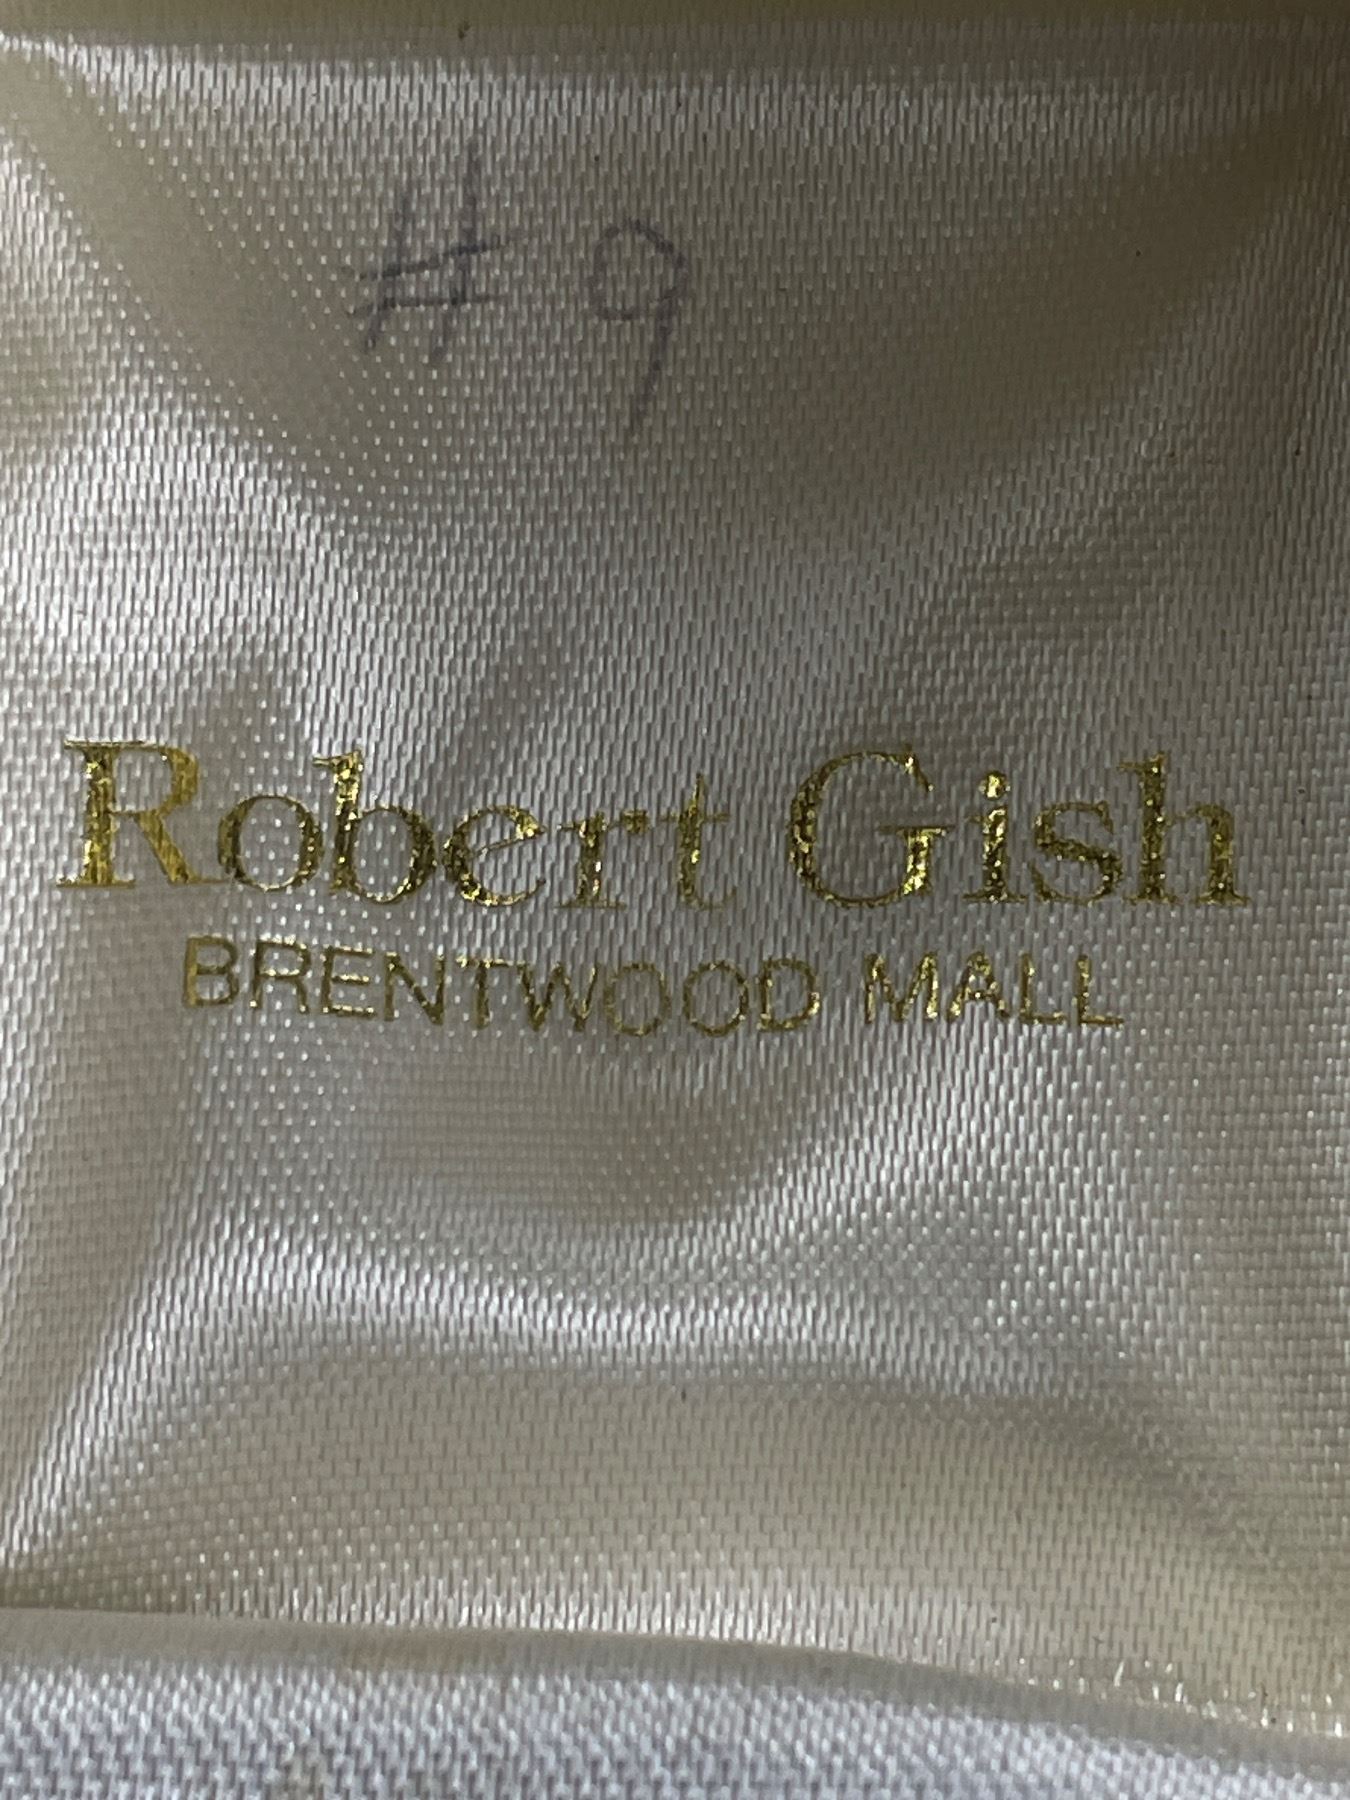 # 9
Robert Gish
BRENTWOOD MALL